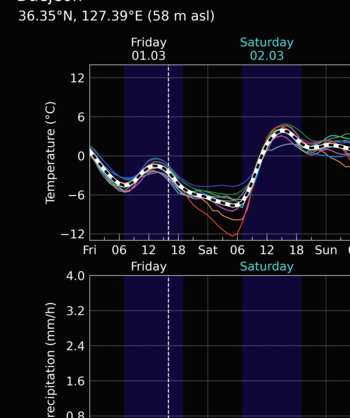 36.35°N, 127.39°E (58 m asl)
Friday Saturday
01.03 02.03
Temperature (°C)
12
6
0
−6
−12
Fri 06 12 18 Sat 06 12 18 Sun
Friday Saturday
recipitation (mm/h)
4.0
3.2
2.4
1.6
0.8